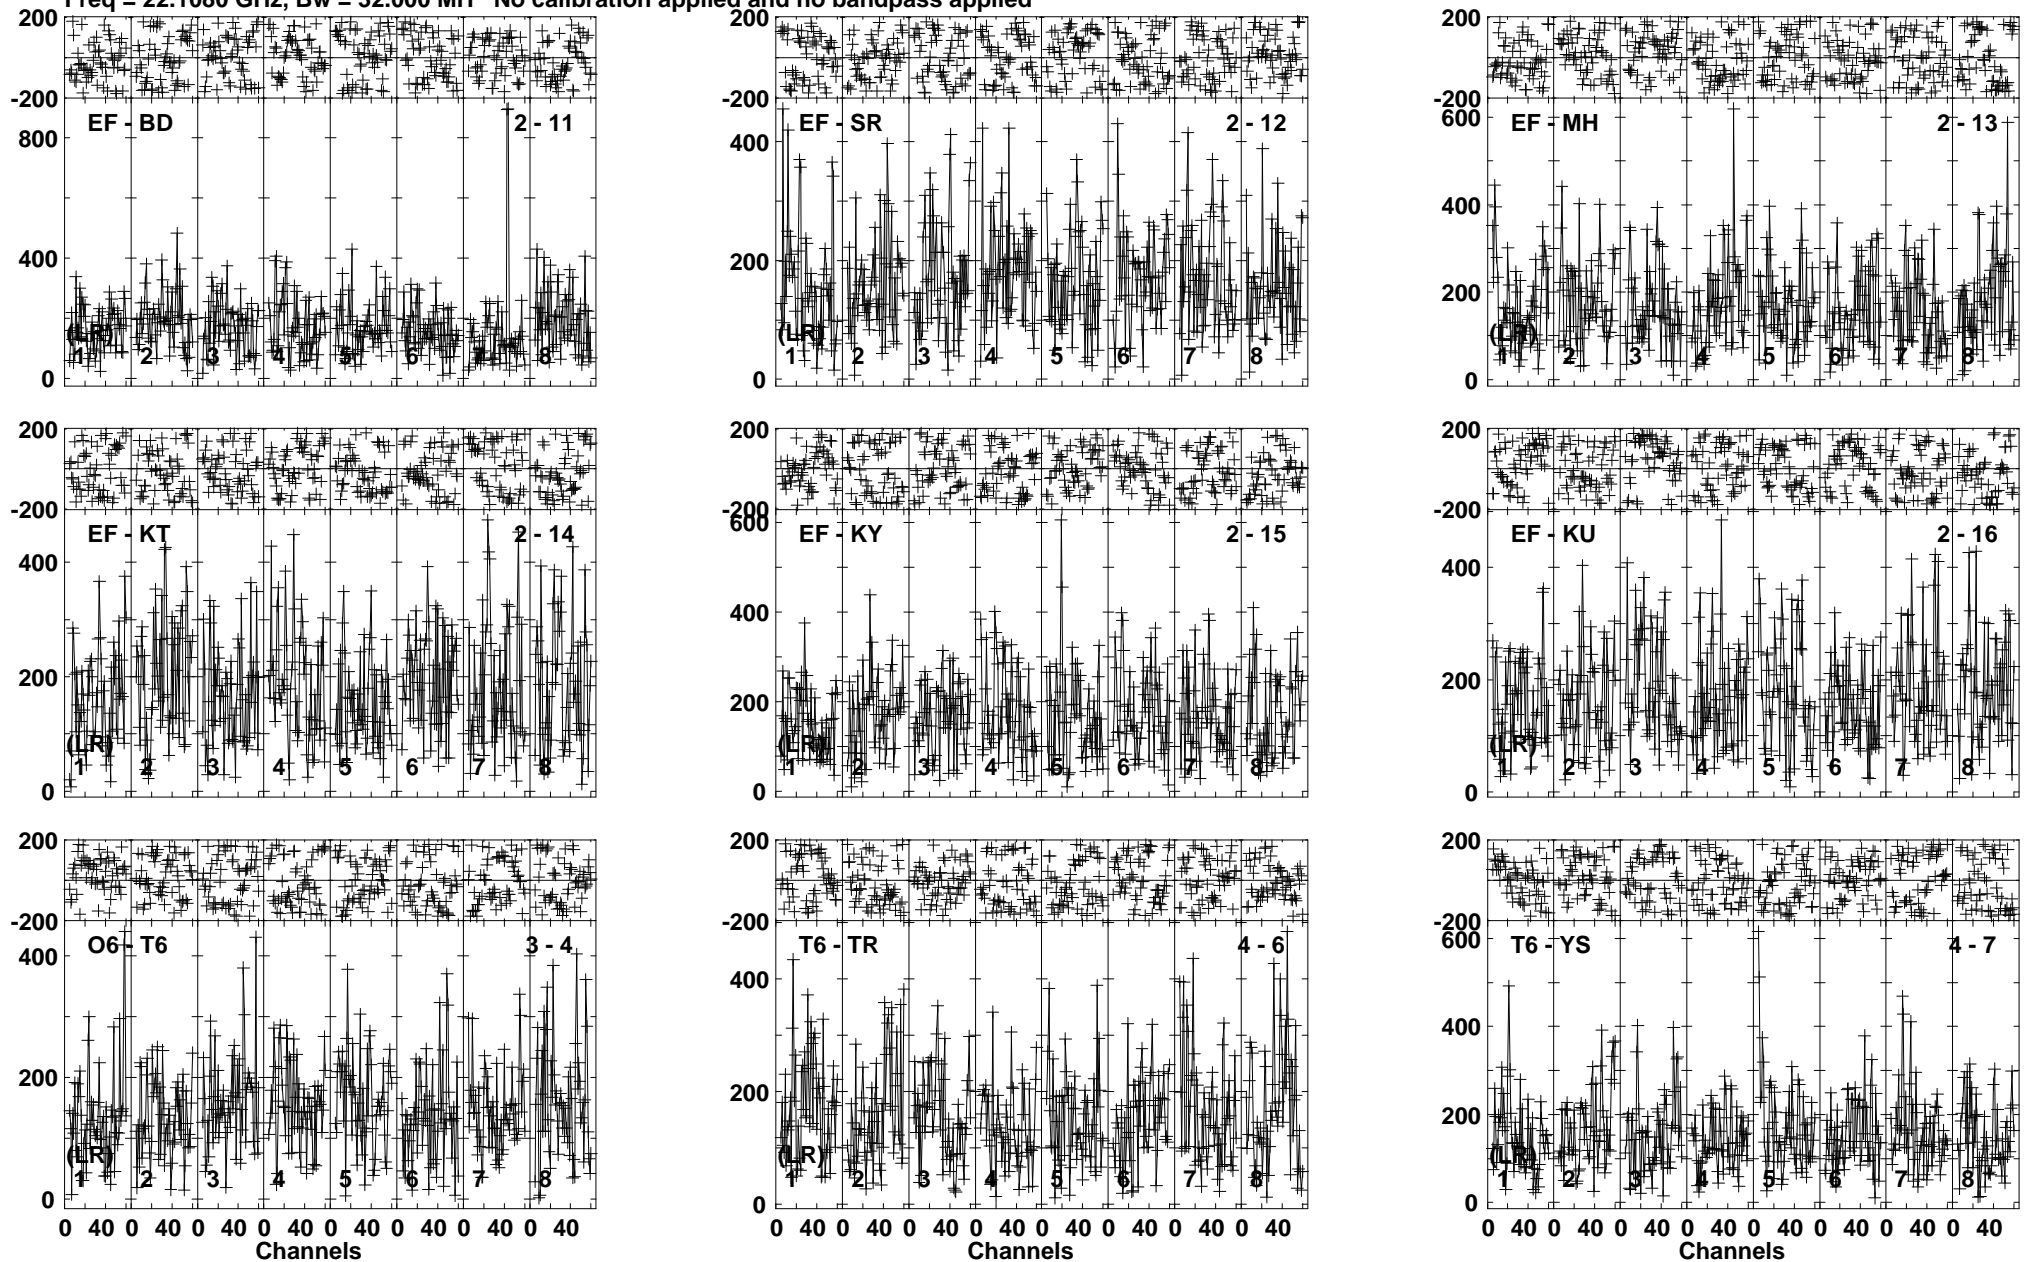 Freq = 22.1080 GHz, Bw = 32.000 MH No calibration applied and no bandpass applied
200 200 200
-200 -200 -200
EF - BD 2 - 11 EF - SR 2 - 12 EF - MH 2 - 13
800 400 600
400 200 400
0 0 200
0
(LR) (LR) (LR)
1 2 3 4 5 6 7 8 1 2 3 4 5 6 7 8 1 2 3 4 5 6 7 8
200 200 200
-200 -200 -200
EF - KT 2 - 14 EF - KY 2 - 15 EF - KU 2 - 16
400 600 400
200 400 200
0 200 0
0
(LR) (LR) (LR)
1 2 3 4 5 6 7 8 1 2 3 4 5 6 7 8 1 2 3 4 5 6 7 8
200 200 200
-200 -200 -200
O6 - T6 3 - 4 T6 - TR 4 - 6 T6 - YS 4 - 7
400 400 600
200 200 400
0 0 200
0
(LR) (LR) (LR)
1 2 3 4 5 6 7 8 1 2 3 4 5 6 7 8 1 2 3 4 5 6 7 8
0 40 0 40 0 40 0 40 0 40 0 40 0 40 0 40 0 40 0 40 0 40 0 40 0 40 0 40 0 40 0 40 0 40 0 40 0 40 0 40 0 40 0 40 0 40 0 40
Channels Channels Channels